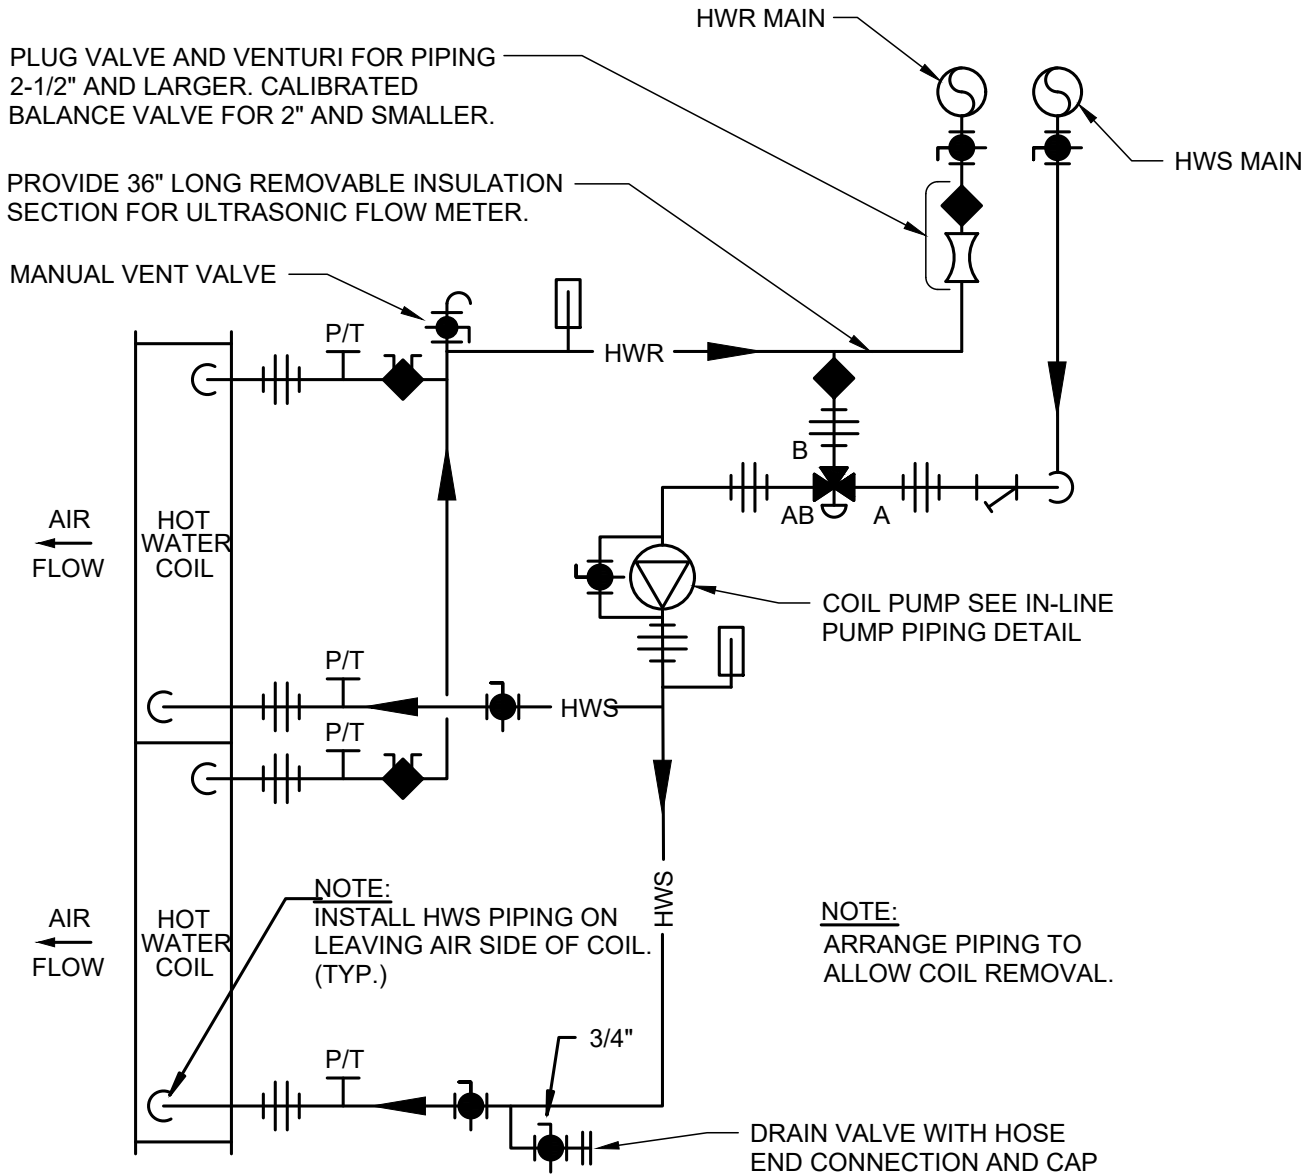 HWR MAIN
PLUG VALVE AND VENTURI FOR PIPING
2-1/2" AND LARGER. CALIBRATED
BALANCE VALVE FOR 2" AND SMALLER.
HWS MAIN
PROVIDE 36" LONG REMOVABLE INSULATION
SECTION FOR ULTRASONIC FLOW METER.
MANUAL VENT VALVE
P/T
HWR
B
AB
A
AIR
FLOW
HOT
WATER
COIL
COIL PUMP SEE IN-LINE
PUMP PIPING DETAIL
P/T
HWS
P/T
HWS
NOTE:
INSTALL HWS PIPING ON
LEAVING AIR SIDE OF COIL.
(TYP.)
NOTE:
ARRANGE PIPING TO
ALLOW COIL REMOVAL.
AIR
FLOW
HOT
WATER
COIL
3/4"
P/T
DRAIN VALVE WITH HOSE
END CONNECTION AND CAP